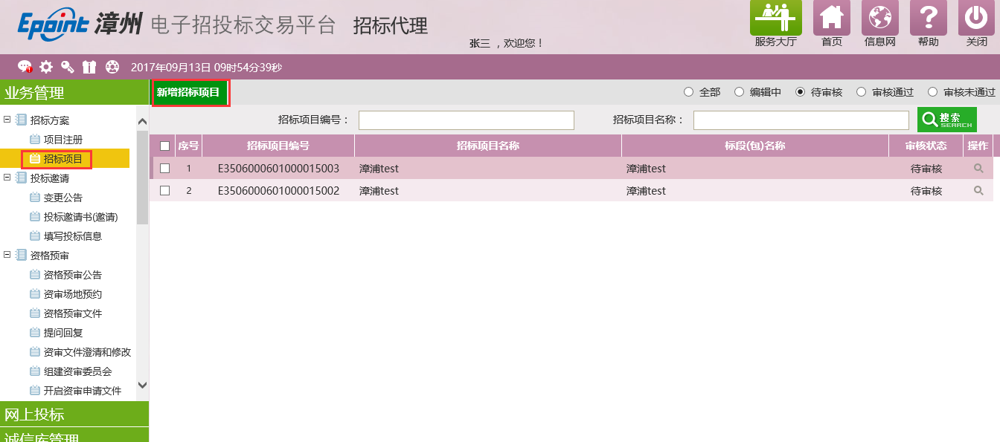 Epoint 漳州 电子招投标交易平台 招标代理
张三 ，欢迎您！
服务大厅 首页 信息网 帮助 关闭
2017年09月13日 09时54分39秒
业务管理
招标方案
项目注册
招标项目
投标邀请
变更公告
投标邀请书(邀请)
填写投标信息
资格预审
资格预审公告
资审场地预约
资格预审文件
提问回复
资审文件澄清和修改
组建资审委员会
开启资审申请文件
网上投标
诚信库管理
新增招标项目 全部 编辑中 待审核 审核通过 审核未通过
招标项目编号： 招标项目名称： 搜索 SEARCH
序号 招标项目编号 招标项目名称 标段(包)名称 审核状态 操作
1 E3506000601000015003 漳浦test 漳浦test 待审核
2 E3506000601000015002 漳浦test 漳浦test 待审核